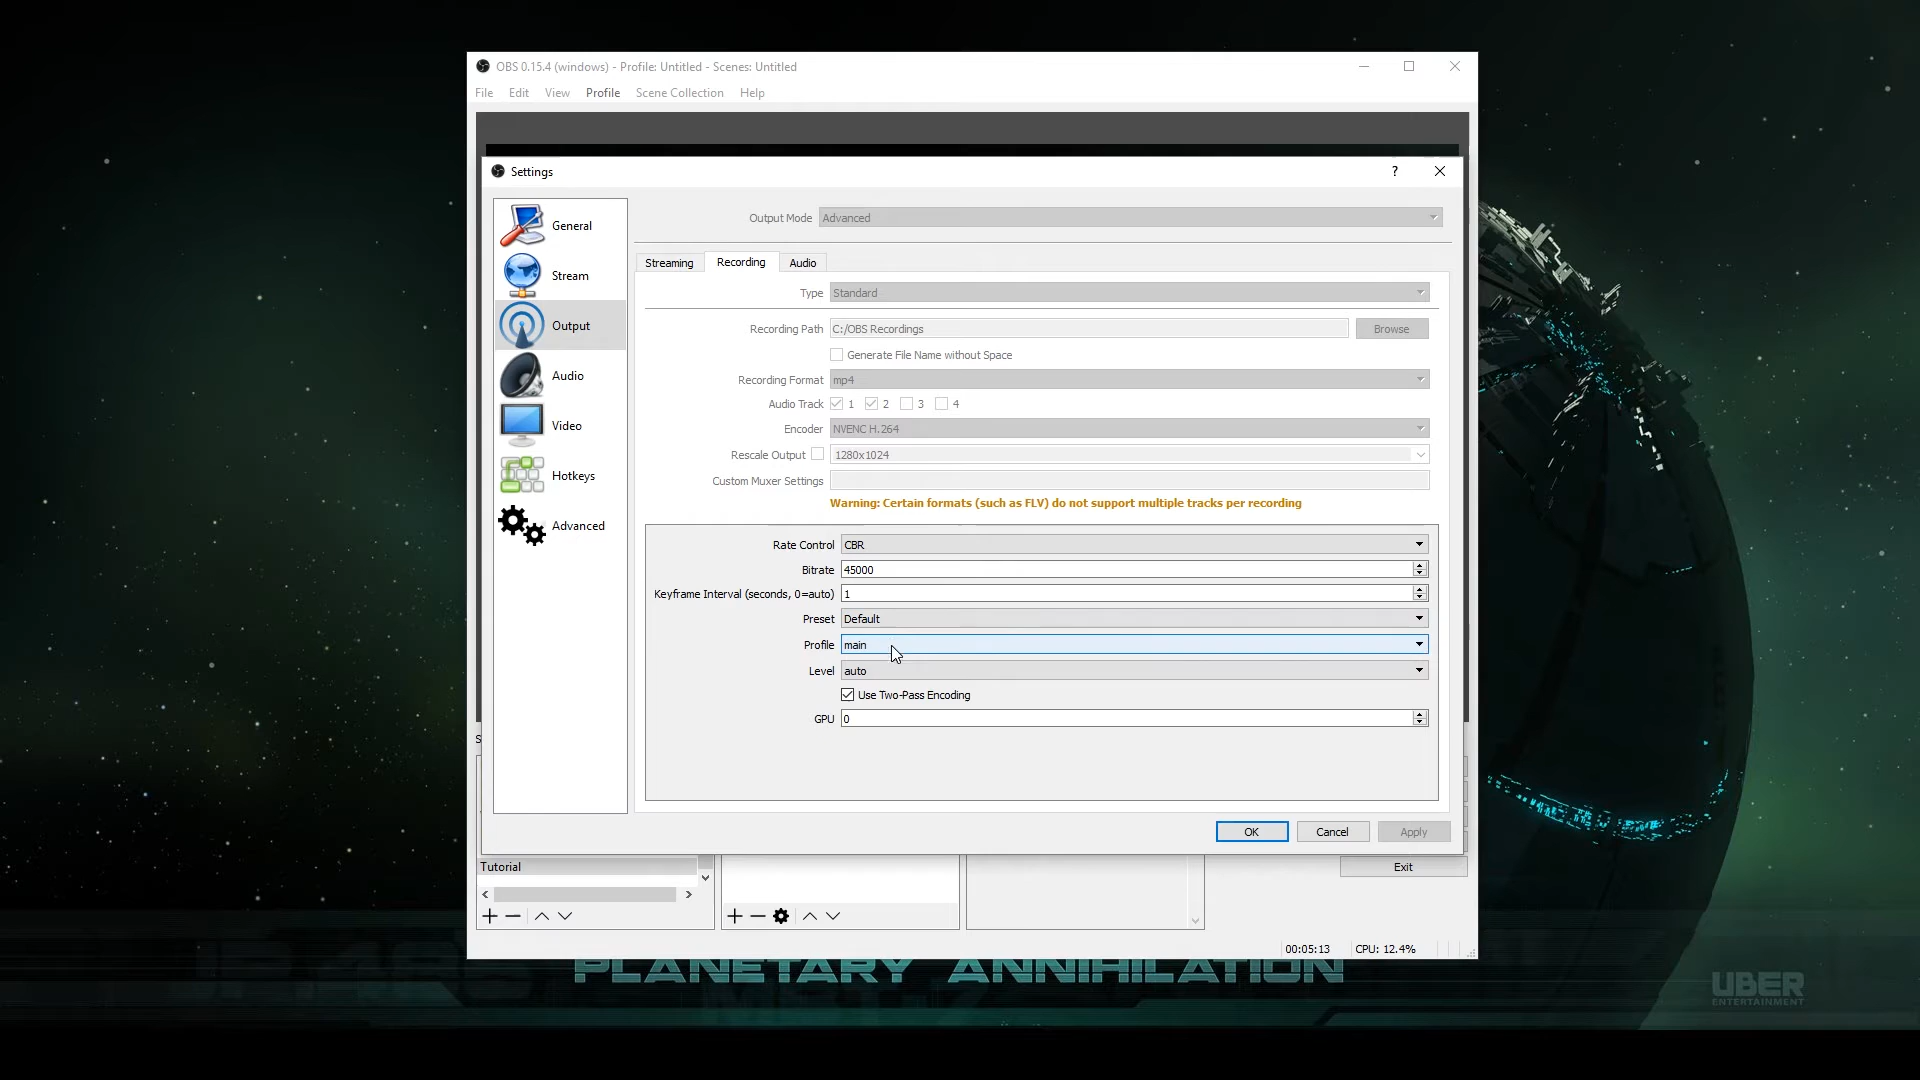 OBS 0.15.4 (windows) - Profile: Untitled - Scenes: Untitled
File Edit View Profile Scene Collection Help
Settings
?
General
Stream
Output
Audio
Video
Hotkeys
Advanced
Output Mode Advanced
Streaming Recording Audio
Type Standard
Recording Path C:/OBS Recordings Browse
Generate File Name without Space
Recording Format mp4
Audio Track 1 2 3 4
Encoder NVENC H.264
Rescale Output 1280x1024
Custom Muxer Settings
Warning: Certain formats (such as FLV) do not support multiple tracks per recording
Rate Control CBR
Bitrate 45000
Keyframe Interval (seconds, 0=auto) 1
Preset Default
Profile main
Level auto
Use Two-Pass Encoding
GPU 0
OK Cancel Apply
Tutorial
Exit
00:05:13 CPU: 12.4%
PLANETARY ANNIHILATION
UBER
ENTERTAINMENT